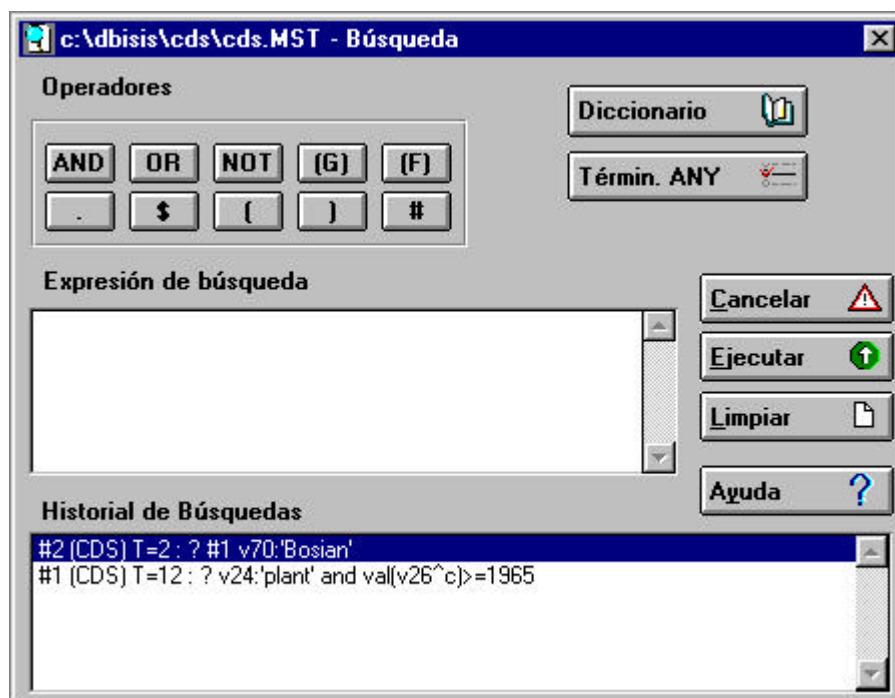 c:\dbisis\cds\cds.MST - Búsqueda
Operadores
AND OR NOT (G) (F)
. $ ( ) #
Diccionario
Términ. ANY
Expresión de búsqueda
Cancelar
Ejecutar
Limpiar
Ayuda
Historial de Búsquedas
#2 (CDS) T=2 : ? #1 v70:'Bosian'
#1 (CDS) T=12 : ? v24:'plant' and val(v26^c)>=1965